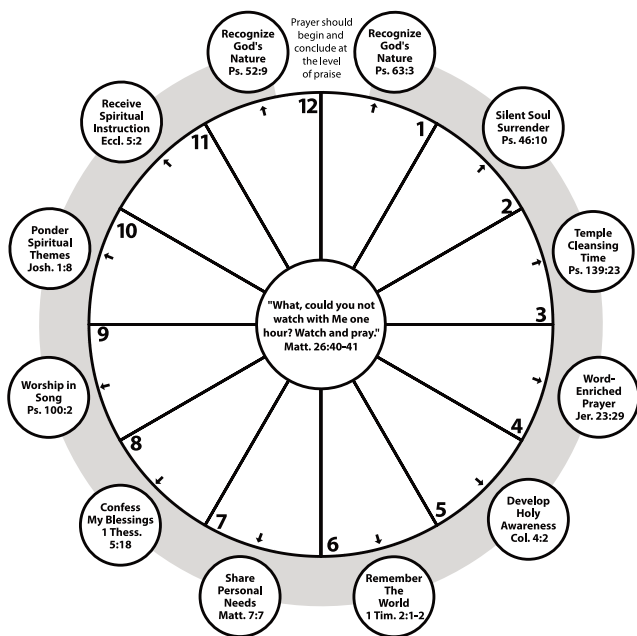 Prayer should
begin and
conclude at
the level
of praise
Recognize
God's
Nature
Ps. 63:3
Silent Soul
Surrender
Ps. 46:10
Temple
Cleansing
Time
Ps. 139:23
Word-
Enriched
Prayer
Jer. 23:29
Develop
Holy
Awareness
Col. 4:2
Remember
The
World
1 Tim. 2:1-2
Share
Personal
Needs
Matt. 7:7
Confess
My Blessings
1 Thess.
5:18
Worship in
Song
Ps. 100:2
Ponder
Spiritual
Themes
Josh. 1:8
Receive
Spiritual
Instruction
Eccl. 5:2
Recognize
God's
Nature
Ps. 52:9
12
1
2
3
4
5
6
7
8
9
10
11
"What, could you not
watch with Me one
hour? Watch and pray."
Matt. 26:40-41